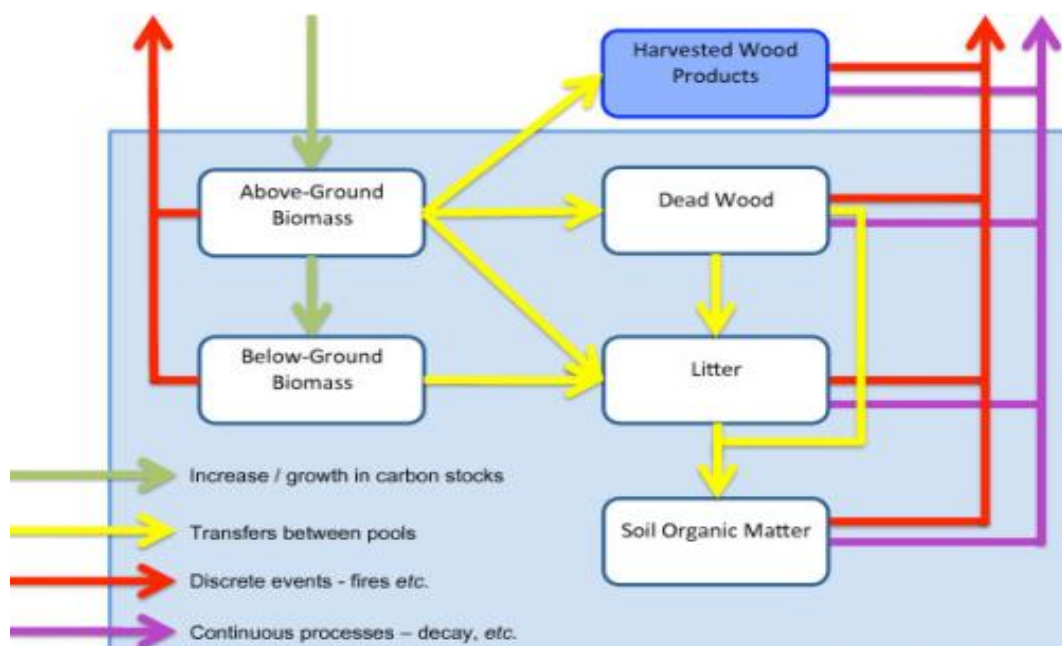 Harvested Wood
Products
Above-Ground
Biomass
Dead Wood
Below-Ground
Biomass
Litter
Increase / growth in carbon stocks
Transfers between pools
Soil Organic Matter
Discrete events - fires etc.
Continuous processes – decay, etc.